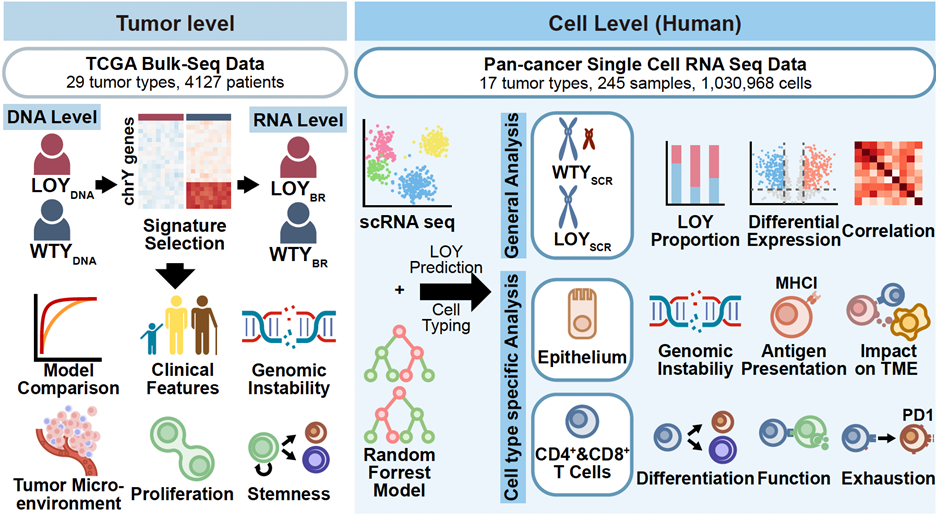 Tumor level
TCGA Bulk-Seq Data
29 tumor types, 4127 patients
DNA Level
LOY DNA
WTY DNA
chrY genes
Signature
Selection
RNA Level
LOY BR
WTY BR
Model
Comparison
Clinical
Features
Genomic
Instability
Tumor Micro-
environment
Proliferation
Stemness
Cell Level (Human)
Pan-cancer Single Cell RNA Seq Data
17 tumor types, 245 samples, 1,030,968 cells
scRNA seq
+
LOY
Prediction
Cell
Typing
Random
Forrest
Model
General Analysis
WTY SCR
LOY SCR
LOY
Proportion
Differential
Expression
Correlation
Cell type specific Analysis
Epithelium
Genomic
Instabiliy
MHCI
Antigen
Presentation
Impact
on TME
CD4+&CD8+
T Cells
Differentiation
Function
PD1
Exhaustion